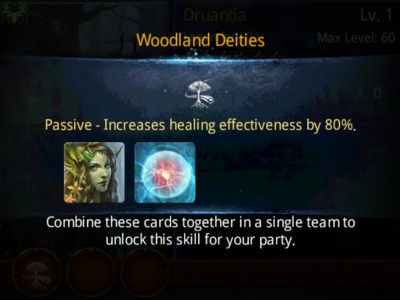 Druantia
Lv. 1
Woodland Deities
Max Level: 60
0
Passive - Increases healing effectiveness by 80%.
Combine these cards together in a single team to
unlock this skill for your party.